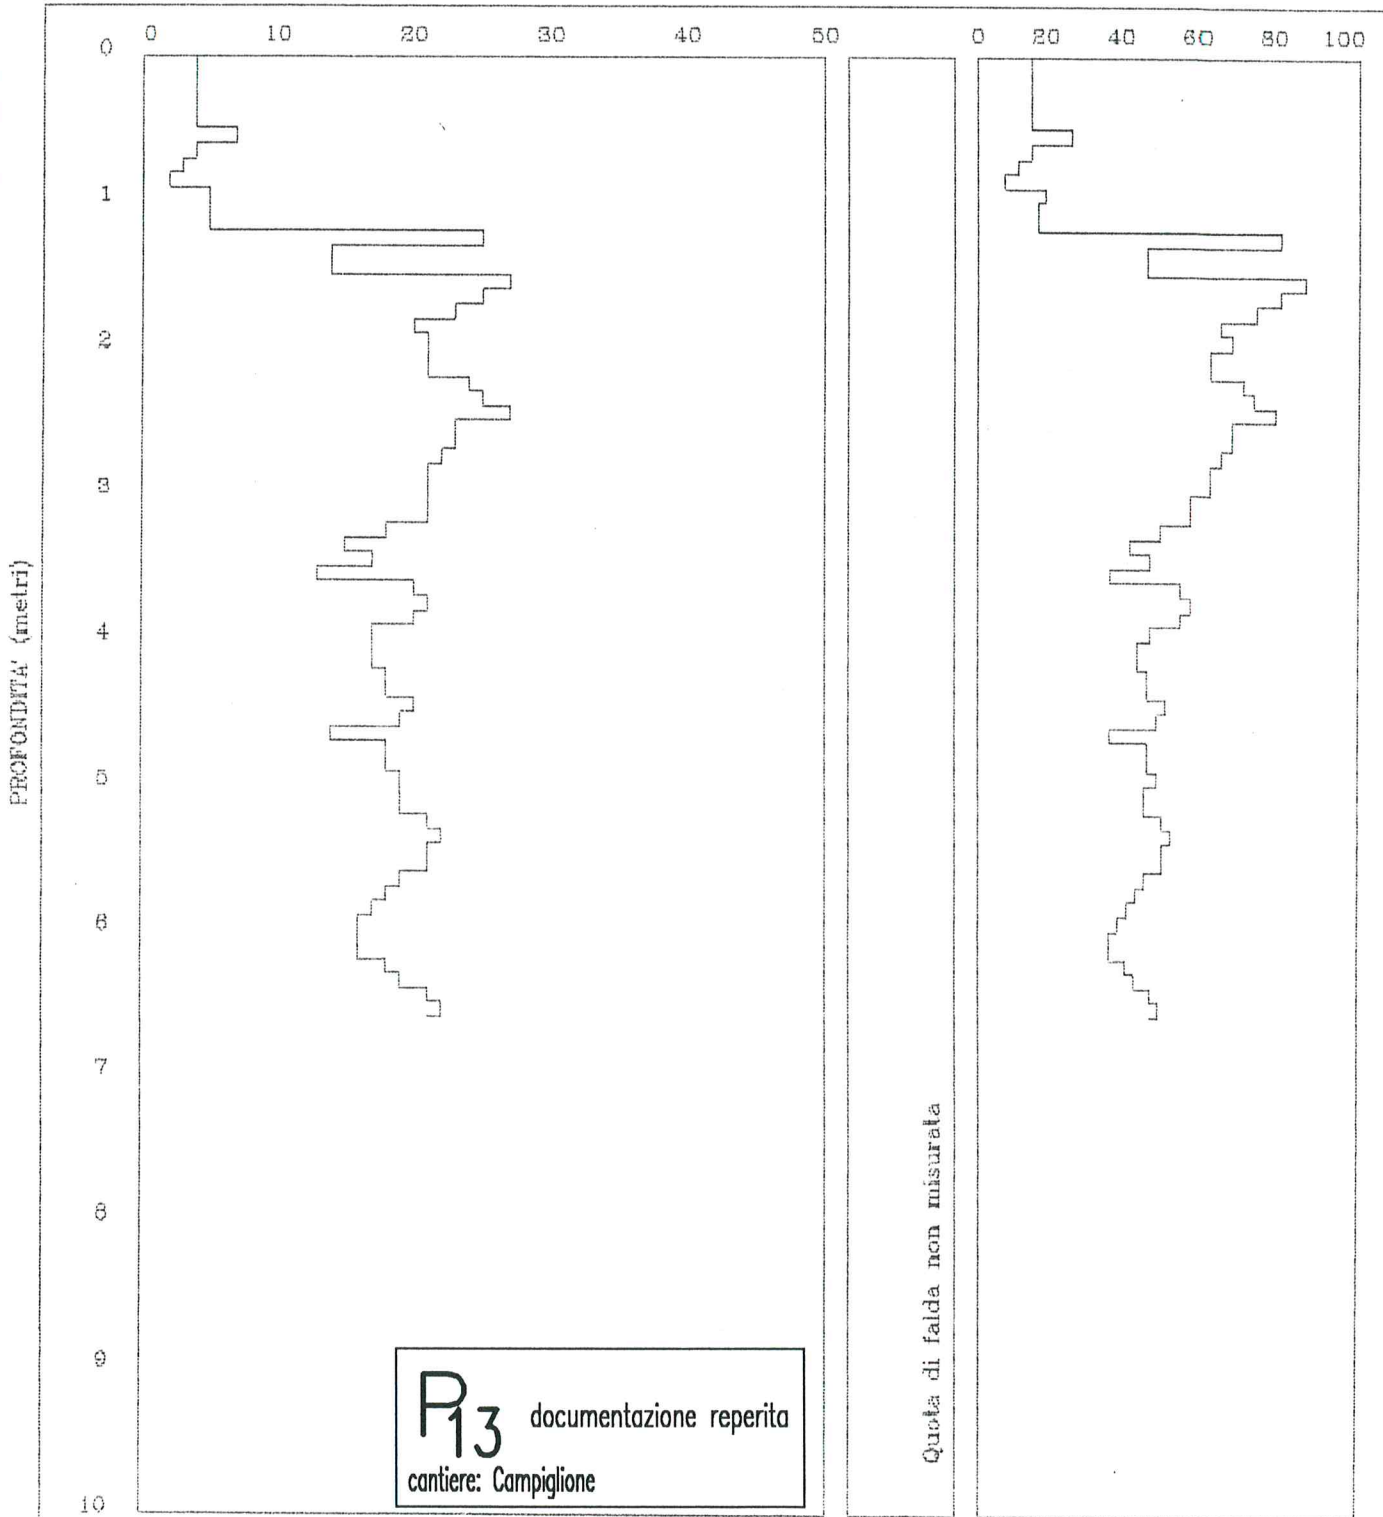 0 10 20 30 40 50
0 20 40 60 80 100
0
1
2
3
4
5
6
7
8
9
10
PROFONDITA' (metri)
Quota di falda non misurata
P13 documentazione reperita
cantiere: Campiglione